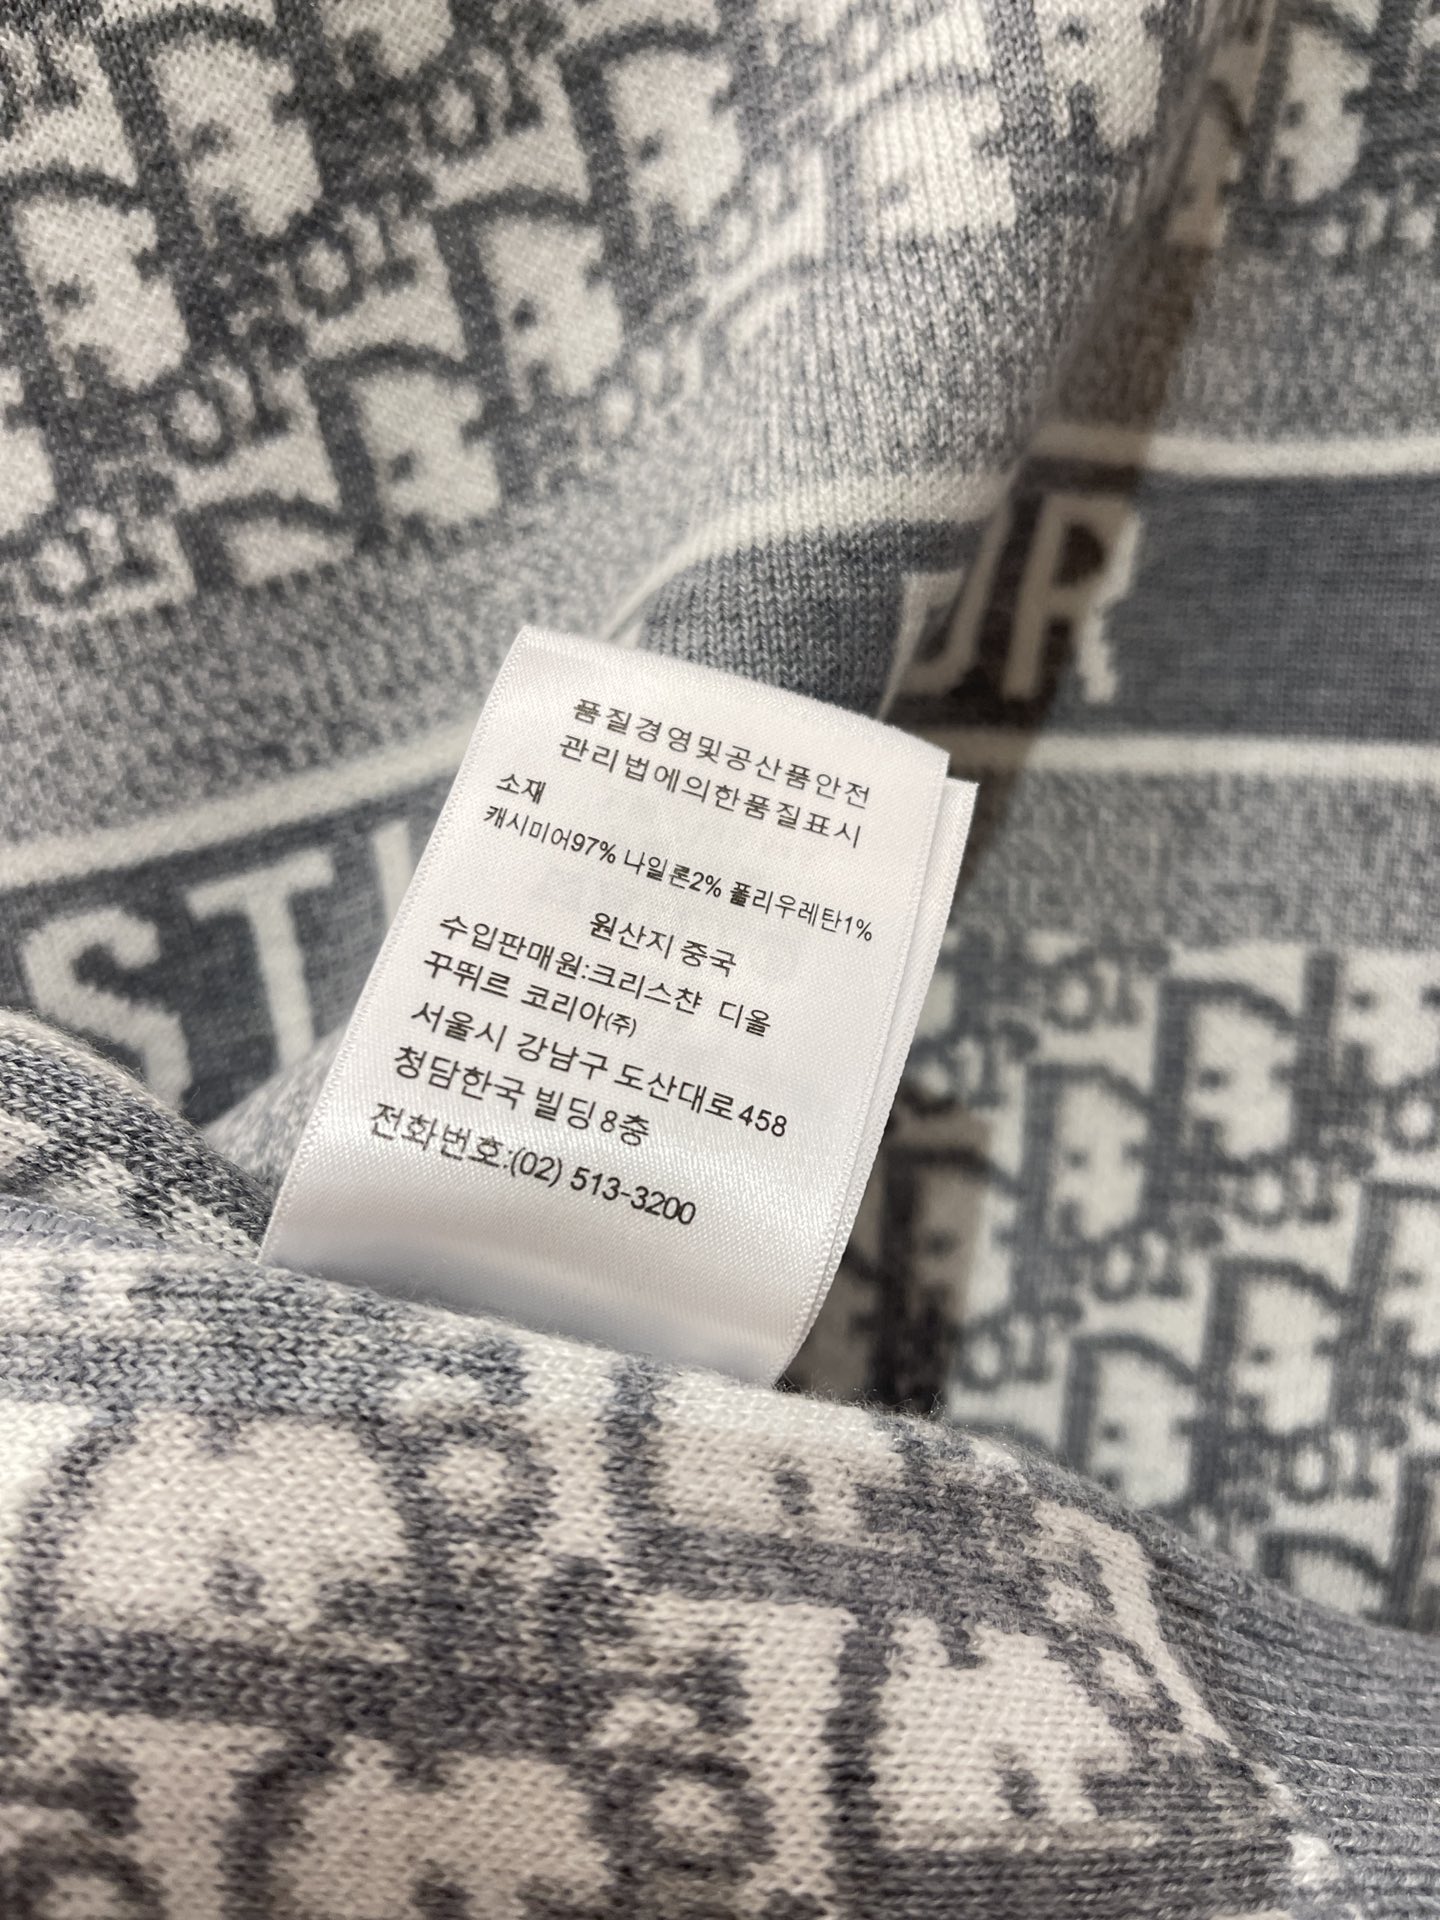 품질경영및공산품안전
관리법에의한품질표시
소재
캐시미어97% 나일론2% 폴리우레탄1%
원산지 중국
수입판매원:크리스챤 디올
꾸뛰르 코리아(주)
서울시 강남구 도산대로458
청담한국 빌딩8층
전화번호:(02) 513-3200